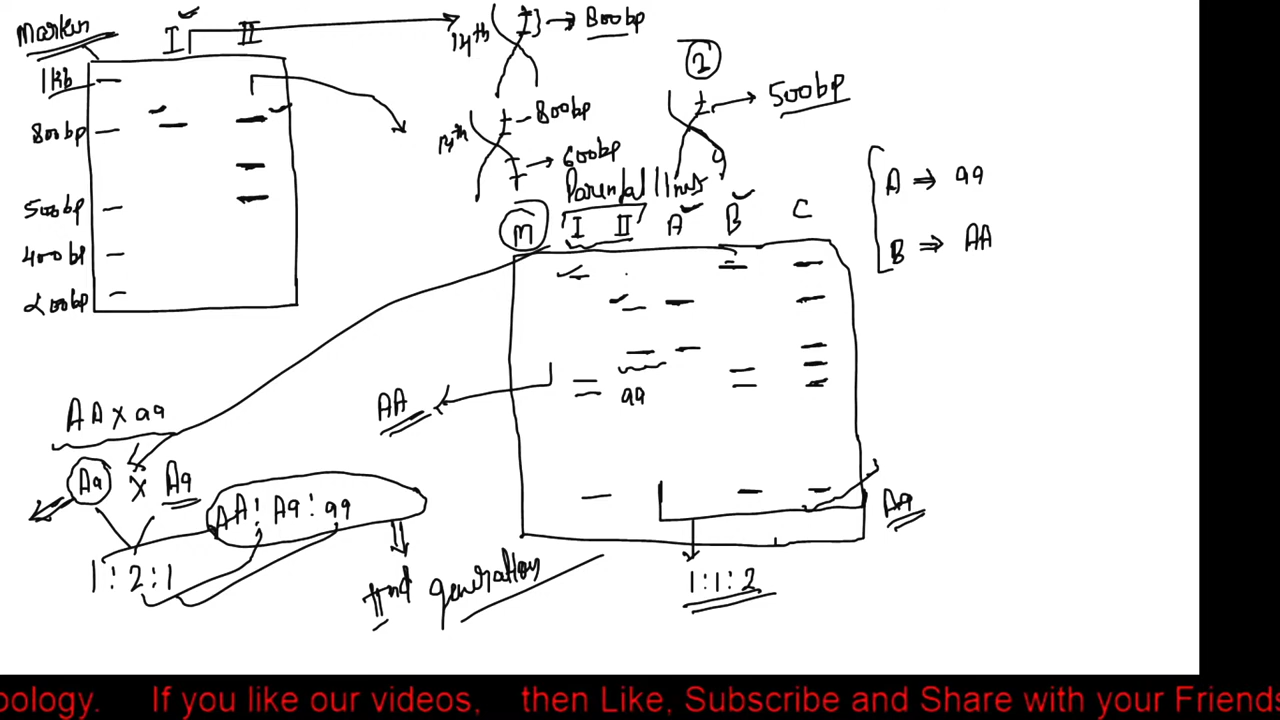 Marker
I II
1kb
800bp
500bp
400bp
200bp
14th
I} → 800bp
14th
800bp
600bp
2
500bp
Parental lines
m I II A B C
A ⇒ aa
B ⇒ AA
AA
aa
Aa
1:1:2
AA x aa
Aa x Aa
AA : Aa : aa
1 : 2 : 1
IInd generation
pology. If you like our videos, then Like, Subscribe and Share with your Friends